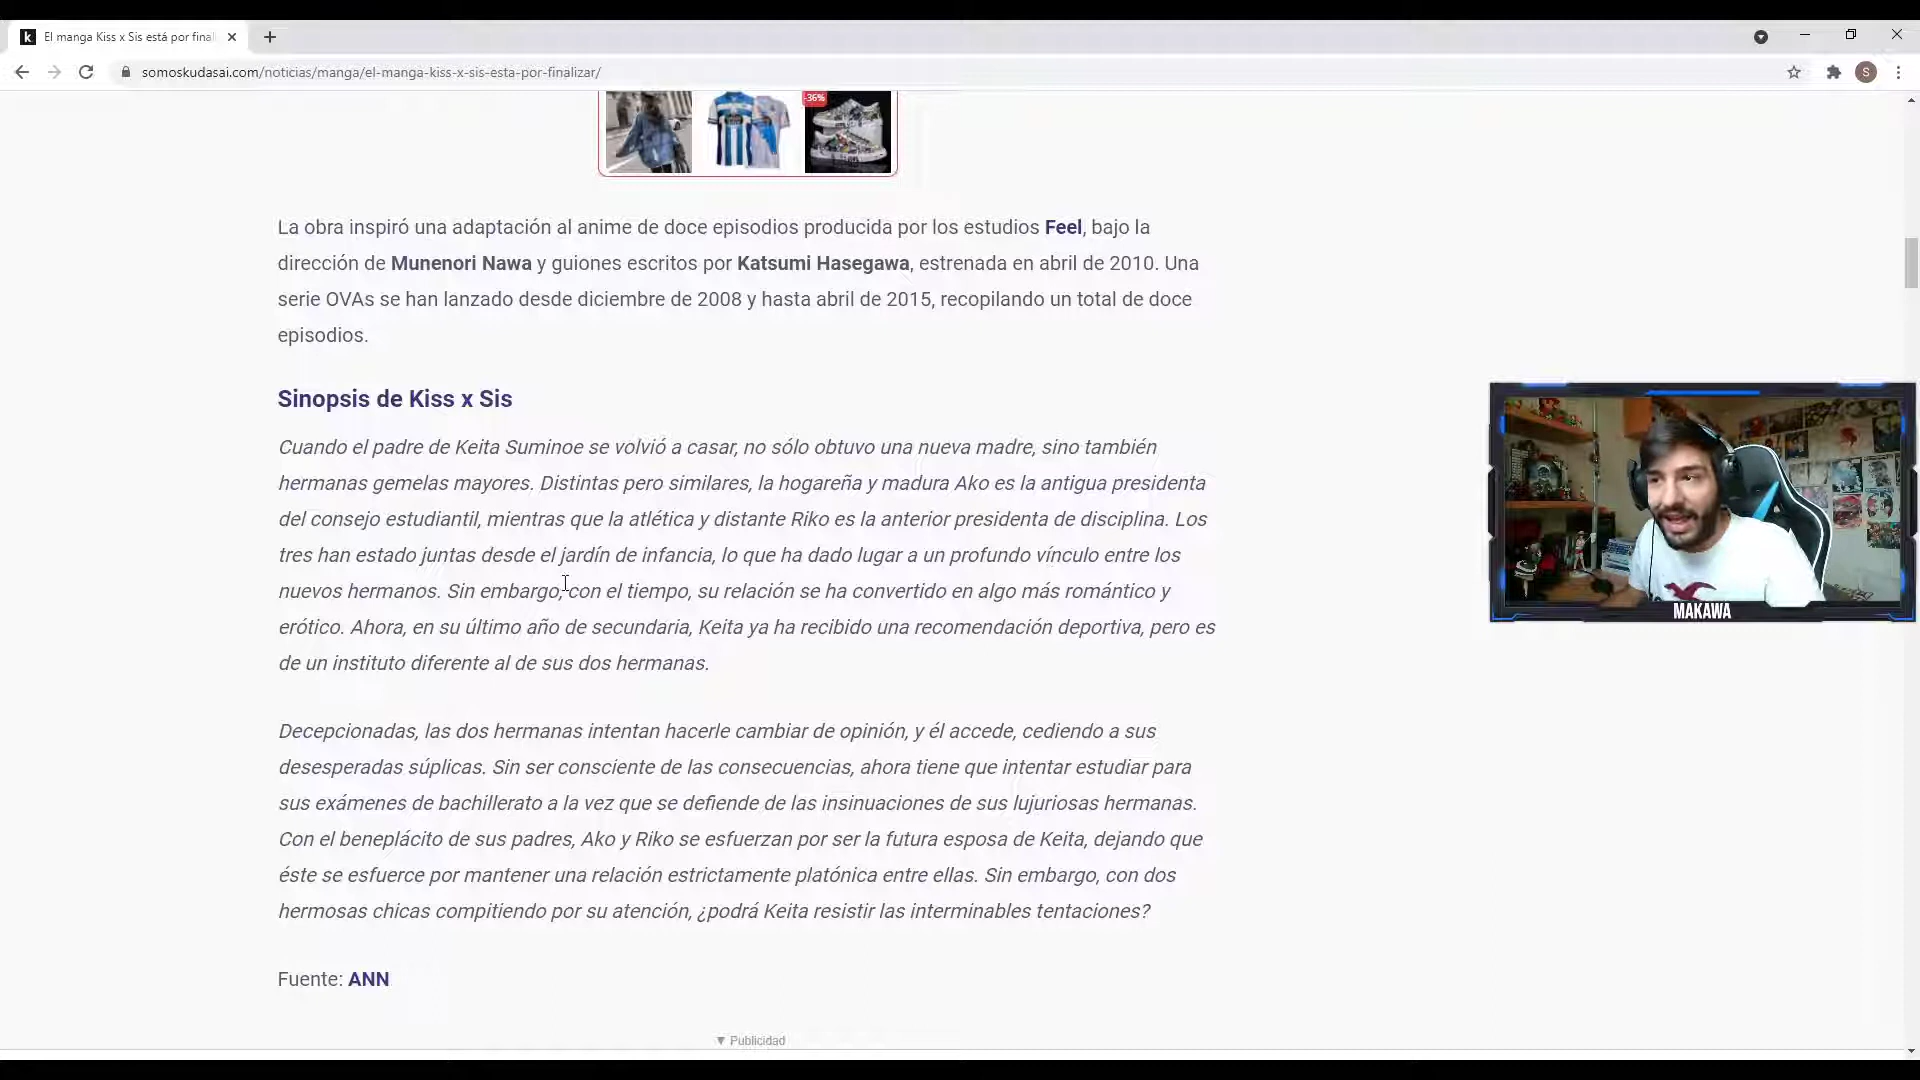 El manga Kiss x Sis está por final
somoskudasai.com/noticias/manga/el-manga-kiss-x-sis-esta-por-finalizar/
S
-36%
La obra inspiró una adaptación al anime de doce episodios producida por los estudios Feel, bajo la
dirección de Munenori Nawa y guiones escritos por Katsumi Hasegawa, estrenada en abril de 2010. Una
serie OVAs se han lanzado desde diciembre de 2008 y hasta abril de 2015, recopilando un total de doce
episodios.
Sinopsis de Kiss x Sis
Cuando el padre de Keita Suminoe se volvió a casar, no sólo obtuvo una nueva madre, sino también
hermanas gemelas mayores. Distintas pero similares, la hogareña y madura Ako es la antigua presidenta
del consejo estudiantil, mientras que la atlética y distante Riko es la anterior presidenta de disciplina. Los
tres han estado juntas desde el jardín de infancia, lo que ha dado lugar a un profundo vínculo entre los
nuevos hermanos. Sin embargo, con el tiempo, su relación se ha convertido en algo más romántico y
erótico. Ahora, en su último año de secundaria, Keita ya ha recibido una recomendación deportiva, pero es
de un instituto diferente al de sus dos hermanas.
Decepcionadas, las dos hermanas intentan hacerle cambiar de opinión, y él accede, cediendo a sus
desesperadas súplicas. Sin ser consciente de las consecuencias, ahora tiene que intentar estudiar para
sus exámenes de bachillerato a la vez que se defiende de las insinuaciones de sus lujuriosas hermanas.
Con el beneplácito de sus padres, Ako y Riko se esfuerzan por ser la futura esposa de Keita, dejando que
éste se esfuerce por mantener una relación estrictamente platónica entre ellas. Sin embargo, con dos
hermosas chicas compitiendo por su atención, ¿podrá Keita resistir las interminables tentaciones?
Fuente: ANN
▼ Publicidad
MAKAWA